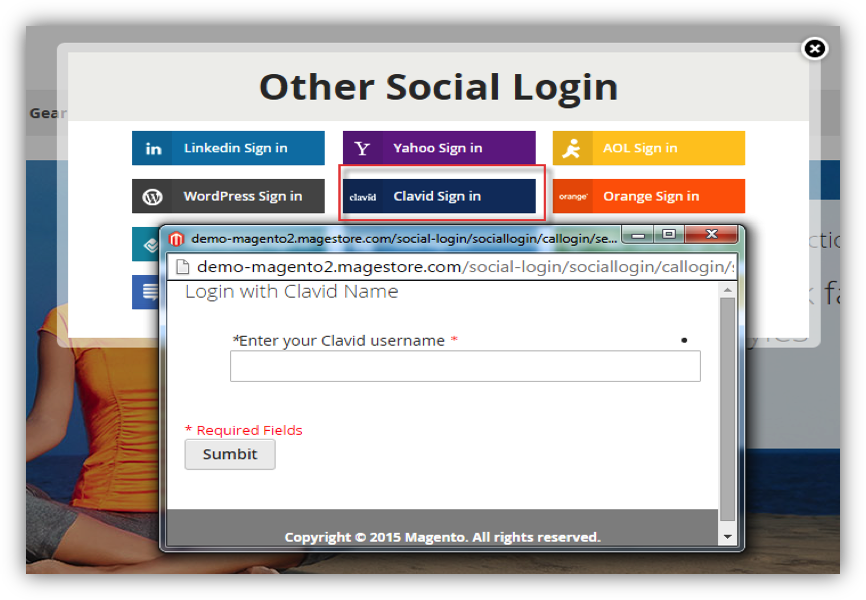 Other Social Login
Gear
in Linkedin Sign in
Y Yahoo Sign in
AOL Sign in
WordPress Sign in
clavid Clavid Sign in
orange Orange Sign in
demo-magento2.magestore.com/social-login/sociallogin/callogin/se...
demo-magento2.magestore.com/social-login/sociallogin/callogin/s
Login with Clavid Name
*Enter your Clavid username *
* Required Fields
Sumbit
Copyright © 2015 Magento. All rights reserved.